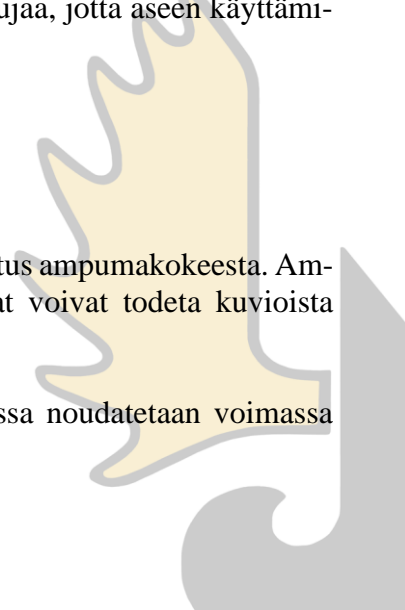 ujaa, jotta aseen käyttämi-
tus ampumakokeesta. Am-
at voivat todeta kuvioista
ssa noudatetaan voimassa